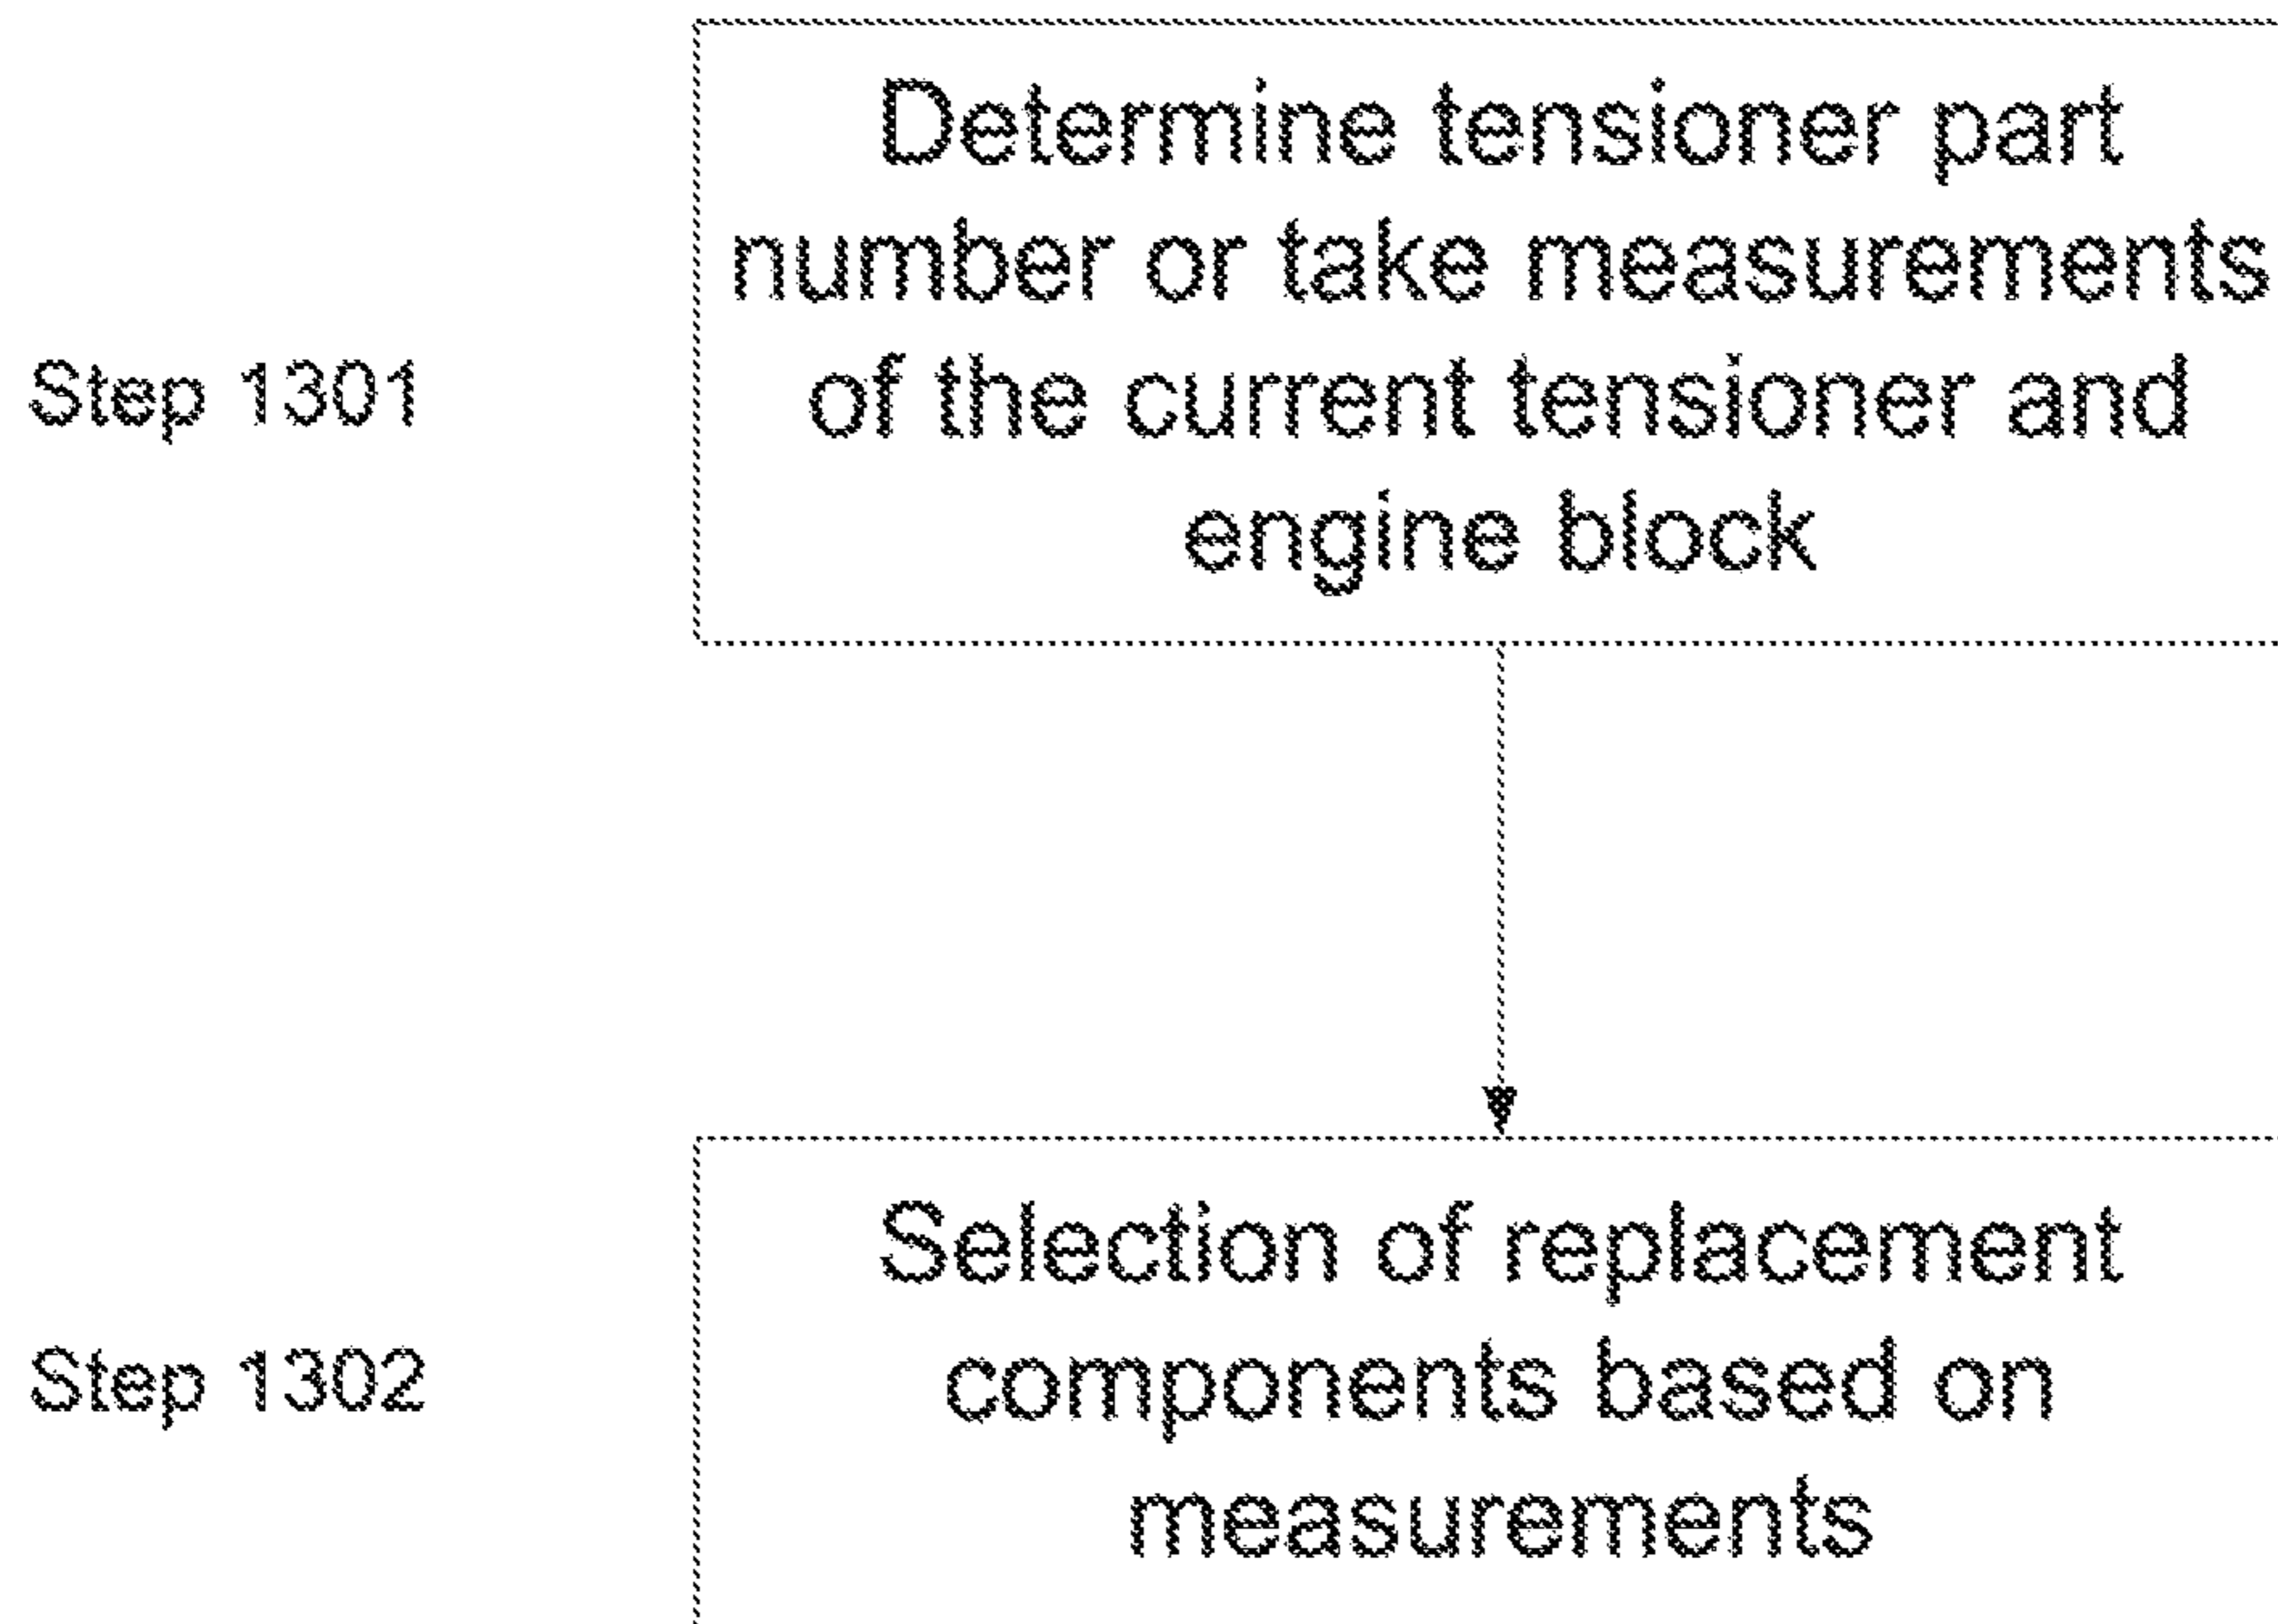 Determine tensioner part
number or take measurements
Step 1301
of the current tensioner and
engine block
Selection of replacement
Step 1302
components based on
measurements